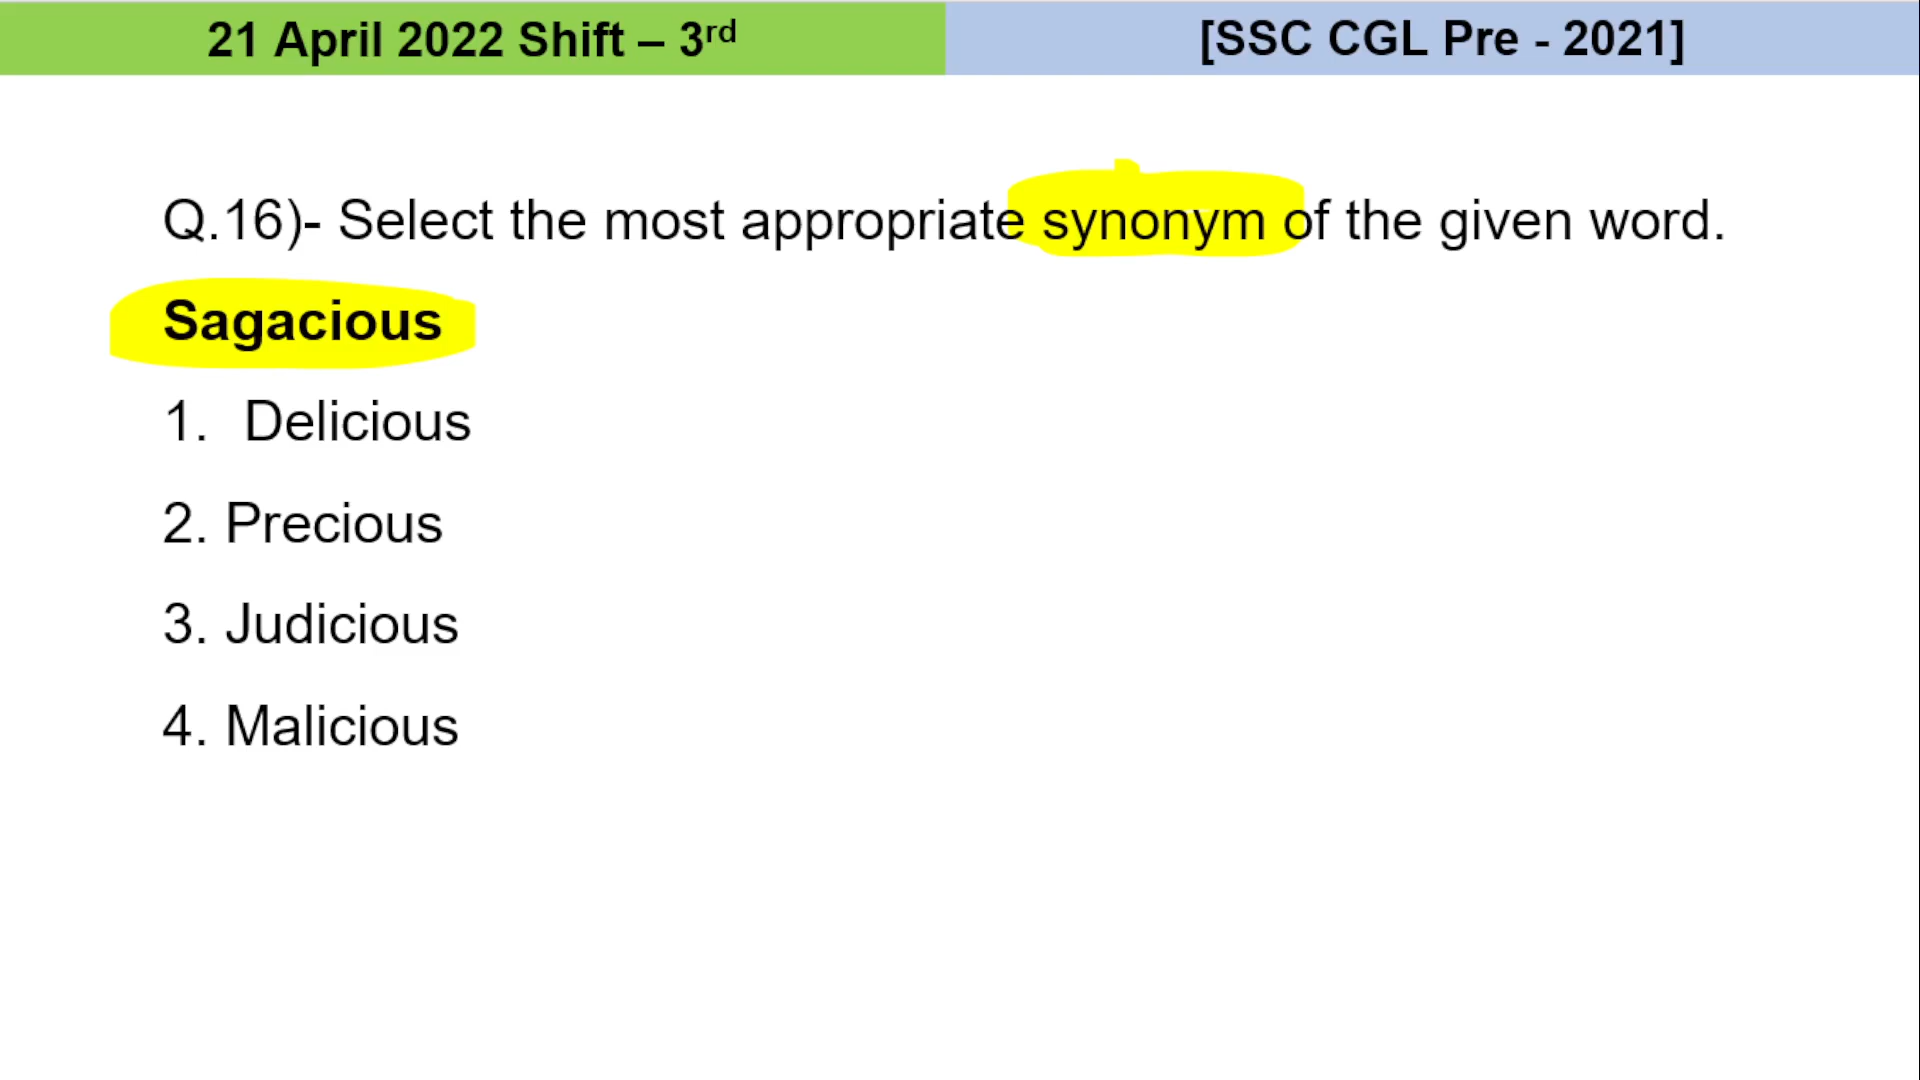 21 April 2022 Shift – 3rd
[SSC CGL Pre - 2021]
Q.16)- Select the most appropriate synonym of the given word.
Sagacious
1. Delicious
2. Precious
3. Judicious
4. Malicious